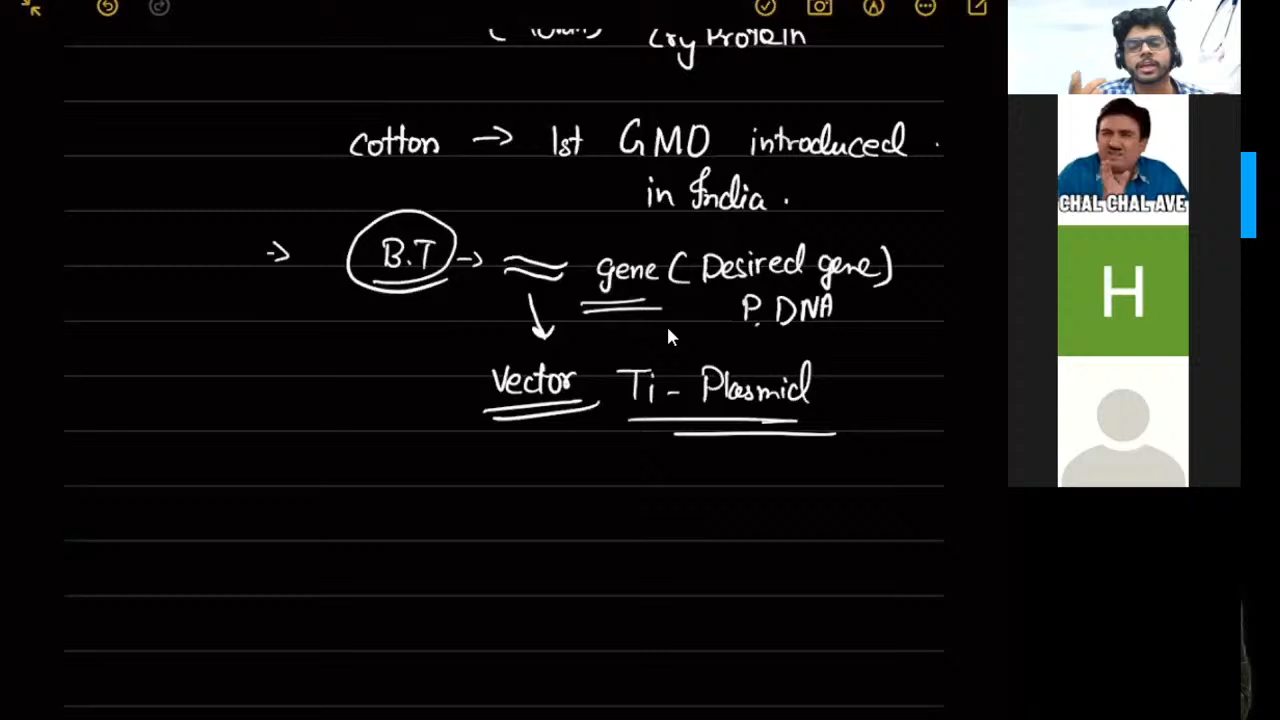 Cry Protein
cotton → 1st GMO introduced .
in India .
→ B.T → gene (Desired gene)
P. DNA
Vector Ti - Plasmid
CHAL CHAL AVE
H